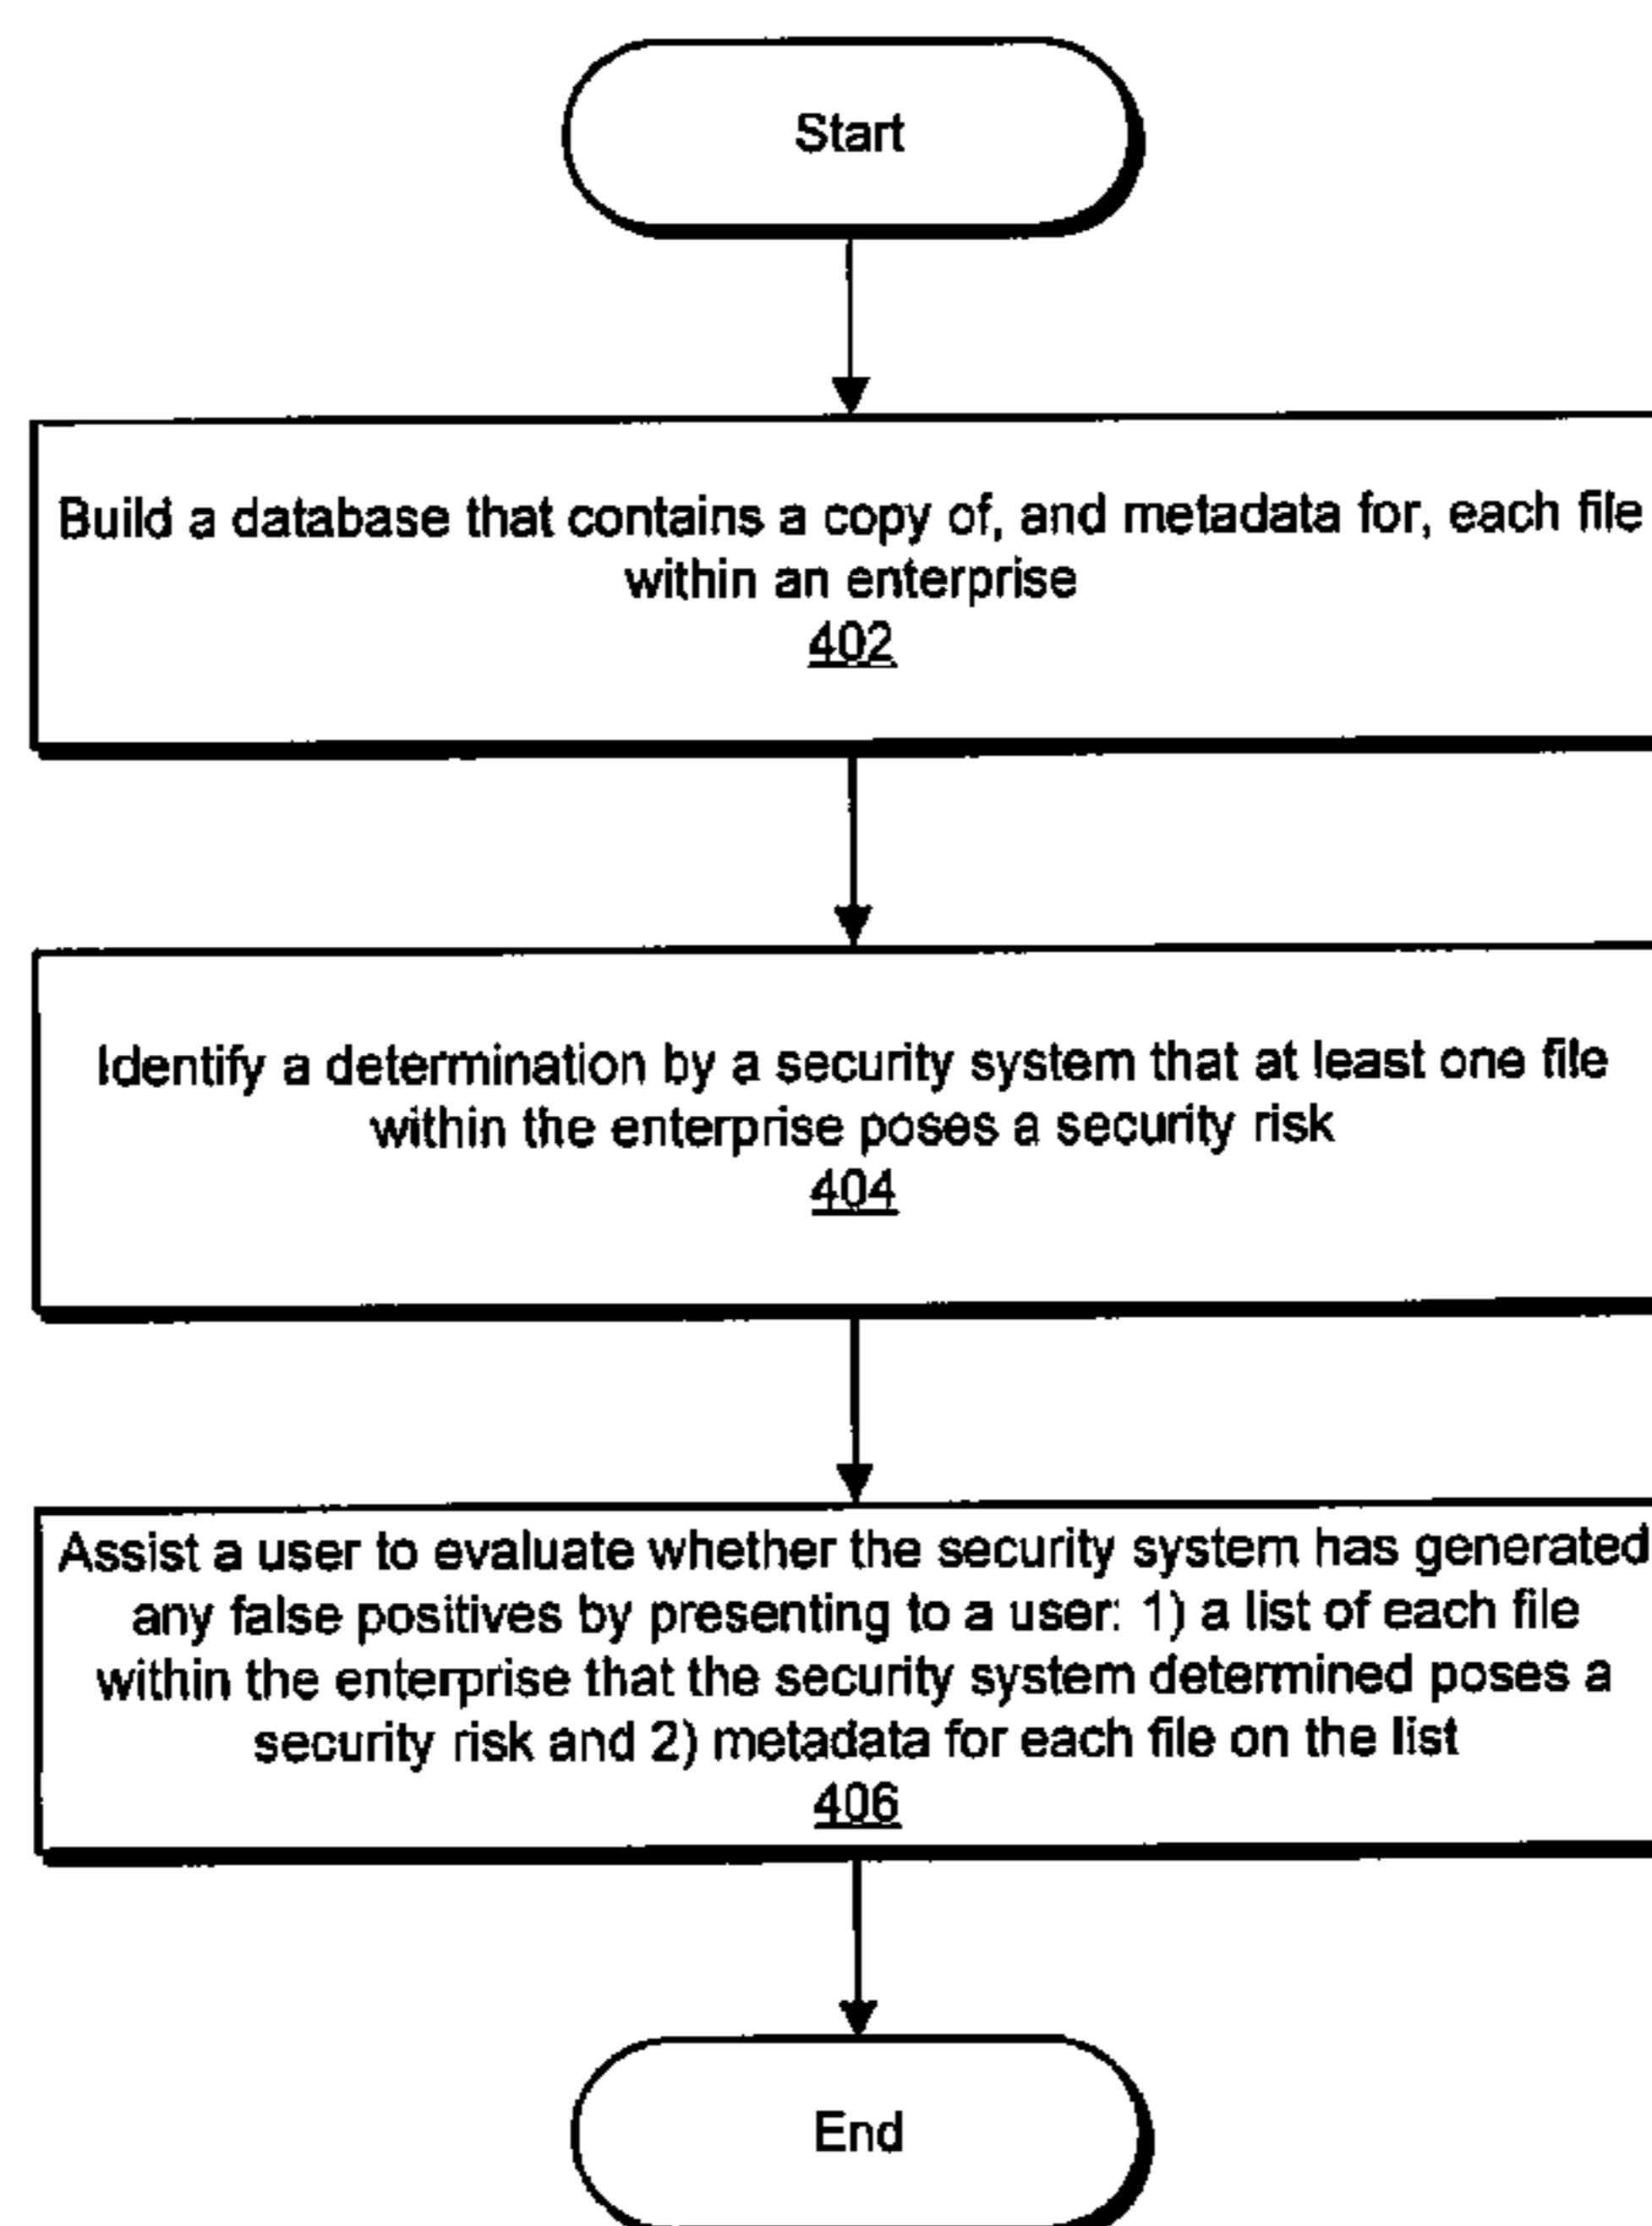 Start
Build a database that contains a copy of, and metadata for, each file
within an enterprise
402
Identify a determination by a security system that at least one file
within the enterprise poses a security risk
404
Assist a user to evaluate whether the security system has generated
any false positives by presenting to a user: 1) a list of each file
within the enterprise that the security system determined poses a
security risk and 2) metadata for each file on the list
406
End